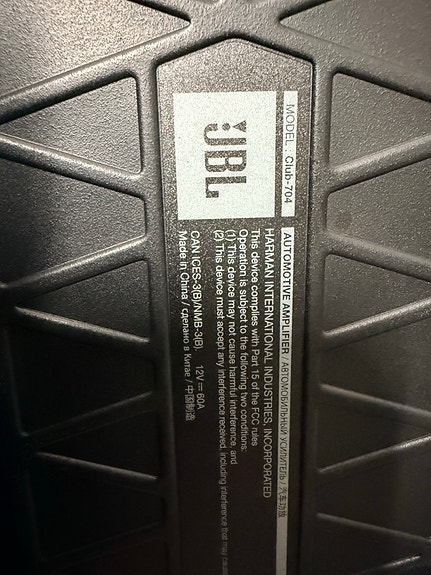 JBL
MODEL : Club-704
AUTOMOTIVE AMPLIFIER / АВТОМОБИЛЬНЫЙ УСИЛИТЕЛЬ / 汽车功放
HARMAN INTERNATIONAL INDUSTRIES, INCORPORATED
This device complies with Part 15 of the FCC rules
Operation is subject to the following two conditions:
(1) This device may not cause harmful interference, and
(2) This device must accept any interference received, including interference that may
CAN ICES-3(B)/NMB-3(B). 12V⎓60A
Made in China / сделано в Китае / 中国制造